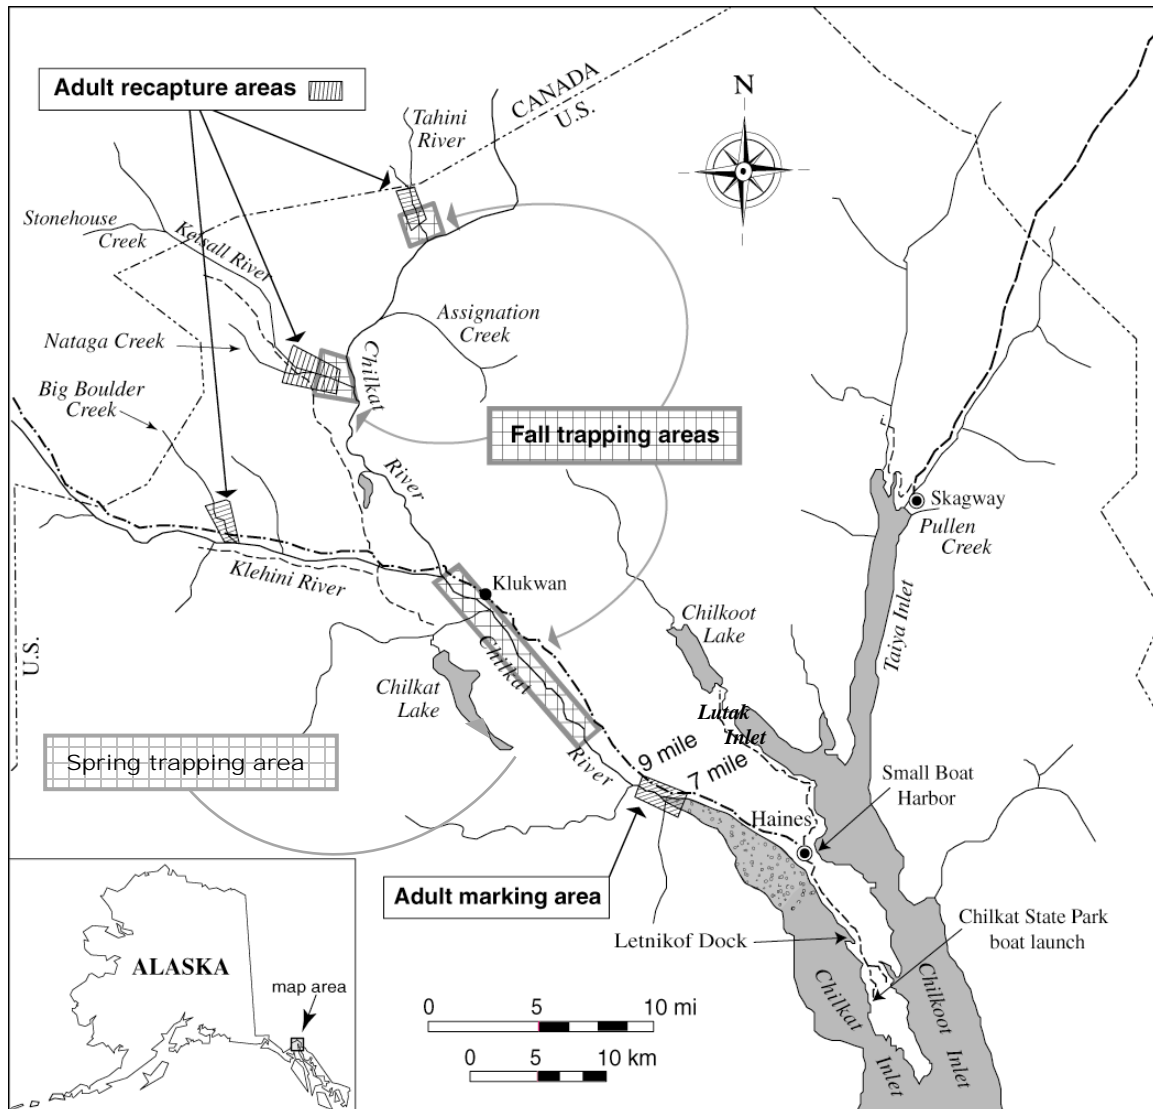 Adult recapture areas
CANADA
U.S.
N
Tahini
River
Stonehouse
Creek
Kelsall River
Assignation
Creek
Nataga Creek
Big Boulder
Creek
Chilkat
River
Fall trapping areas
Skagway
Pullen
Creek
Klehini River
Klukwan
U.S.
Chilkoot
Lake
Taiya Inlet
Chilkat
Chilkat
Lake
Lutak
Inlet
Spring trapping area
River
9 mile
7 mile
Small Boat
Harbor
Haines
Adult marking area
Letnikof Dock
Chilkat State Park
boat launch
ALASKA
map area
Chilkat
Inlet
Chilkoot
Inlet
0 5 10 mi
0 5 10 km